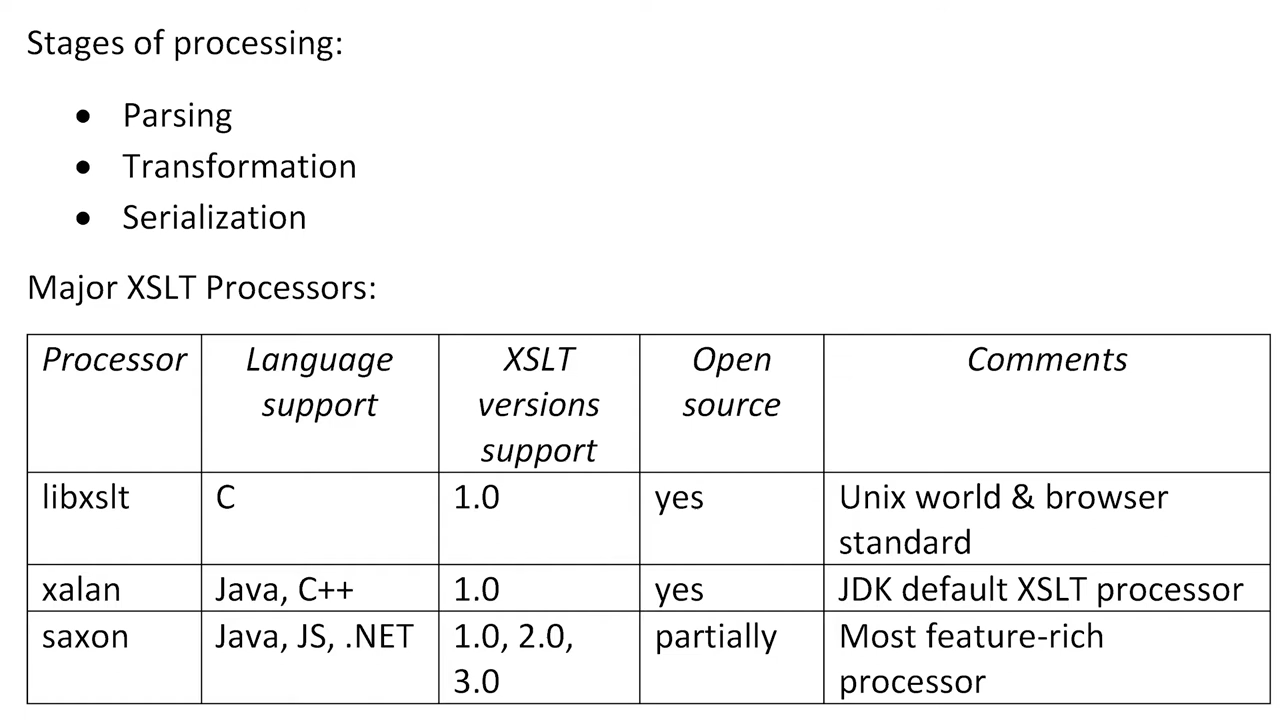 Stages of processing:
• Parsing
• Transformation
• Serialization
Major XSLT Processors:
Processor Language support XSLT versions support Open source Comments
libxslt C 1.0 yes Unix world & browser standard
xalan Java, C++ 1.0 yes JDK default XSLT processor
saxon Java, JS, .NET 1.0, 2.0, 3.0 partially Most feature-rich processor